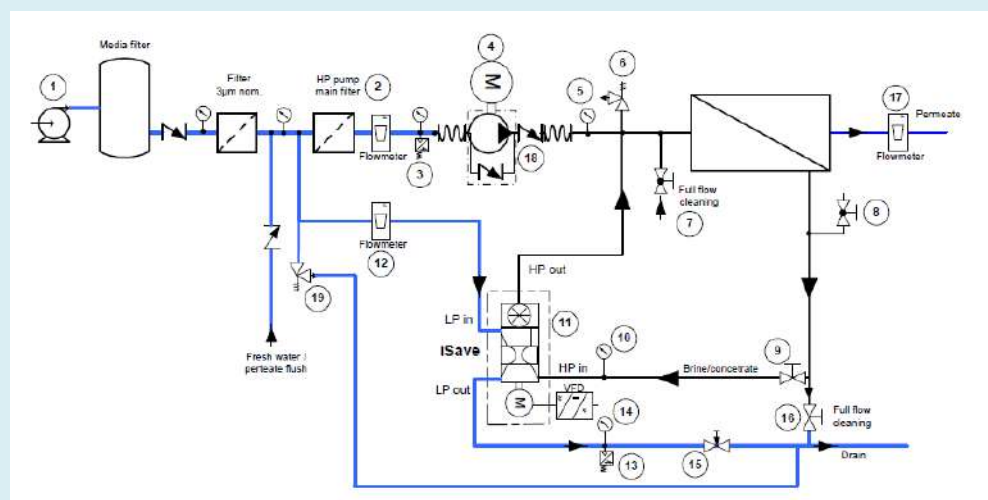 Media filter
1
Filter
3µm nom.
HP pump
main filter
2
Flowmeter
3
4
M
18
5
6
Full flow
cleaning
7
17
Permeate
Flowmeter
8
Flowmeter
12
19
Fresh water /
perteate flush
HP out
LP in
11
iSave
HP in
10
Brine/concetrate
9
LP out
M
VFD
14
13
15
16
Full flow
cleaning
Drain